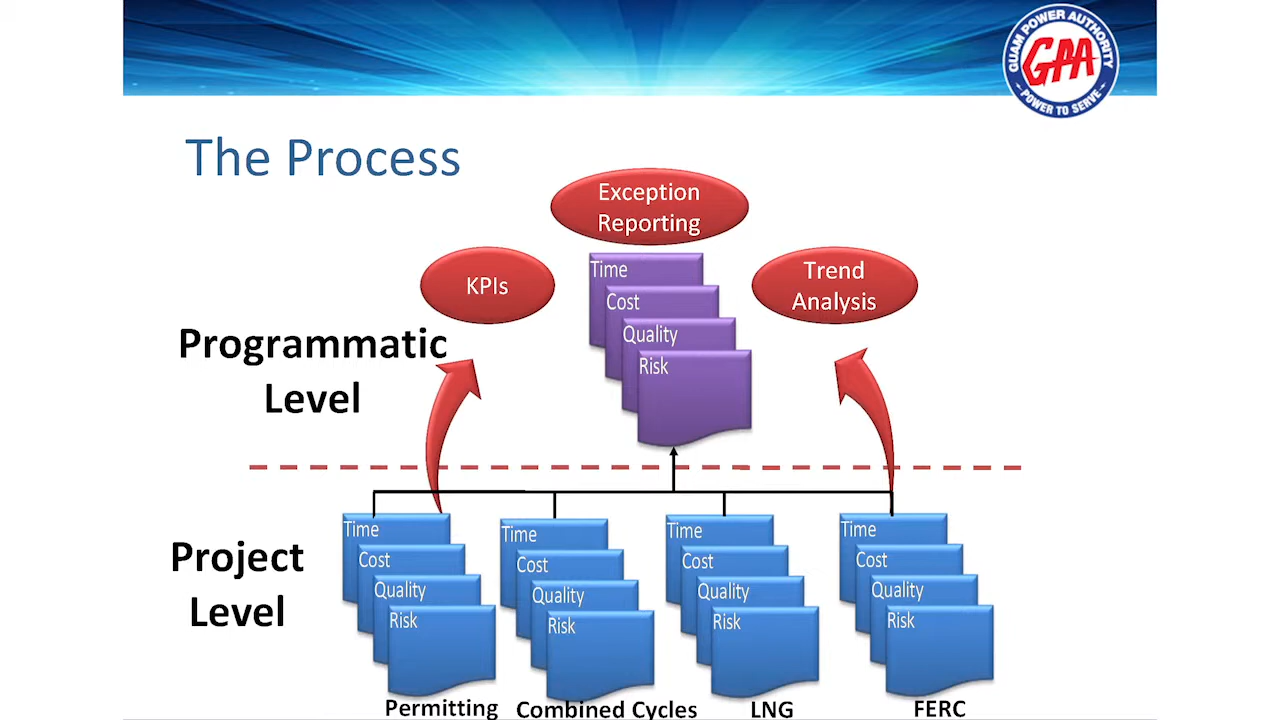 GUAM POWER AUTHORITY
GPA
POWER TO SERVE
The Process
Exception
Reporting
KPIs
Trend
Analysis
Time
Cost
Quality
Risk
Programmatic
Level
Project
Level
Time
Cost
Quality
Risk
Permitting
Time
Cost
Quality
Risk
Combined Cycles
Time
Cost
Quality
Risk
LNG
Time
Cost
Quality
Risk
FERC